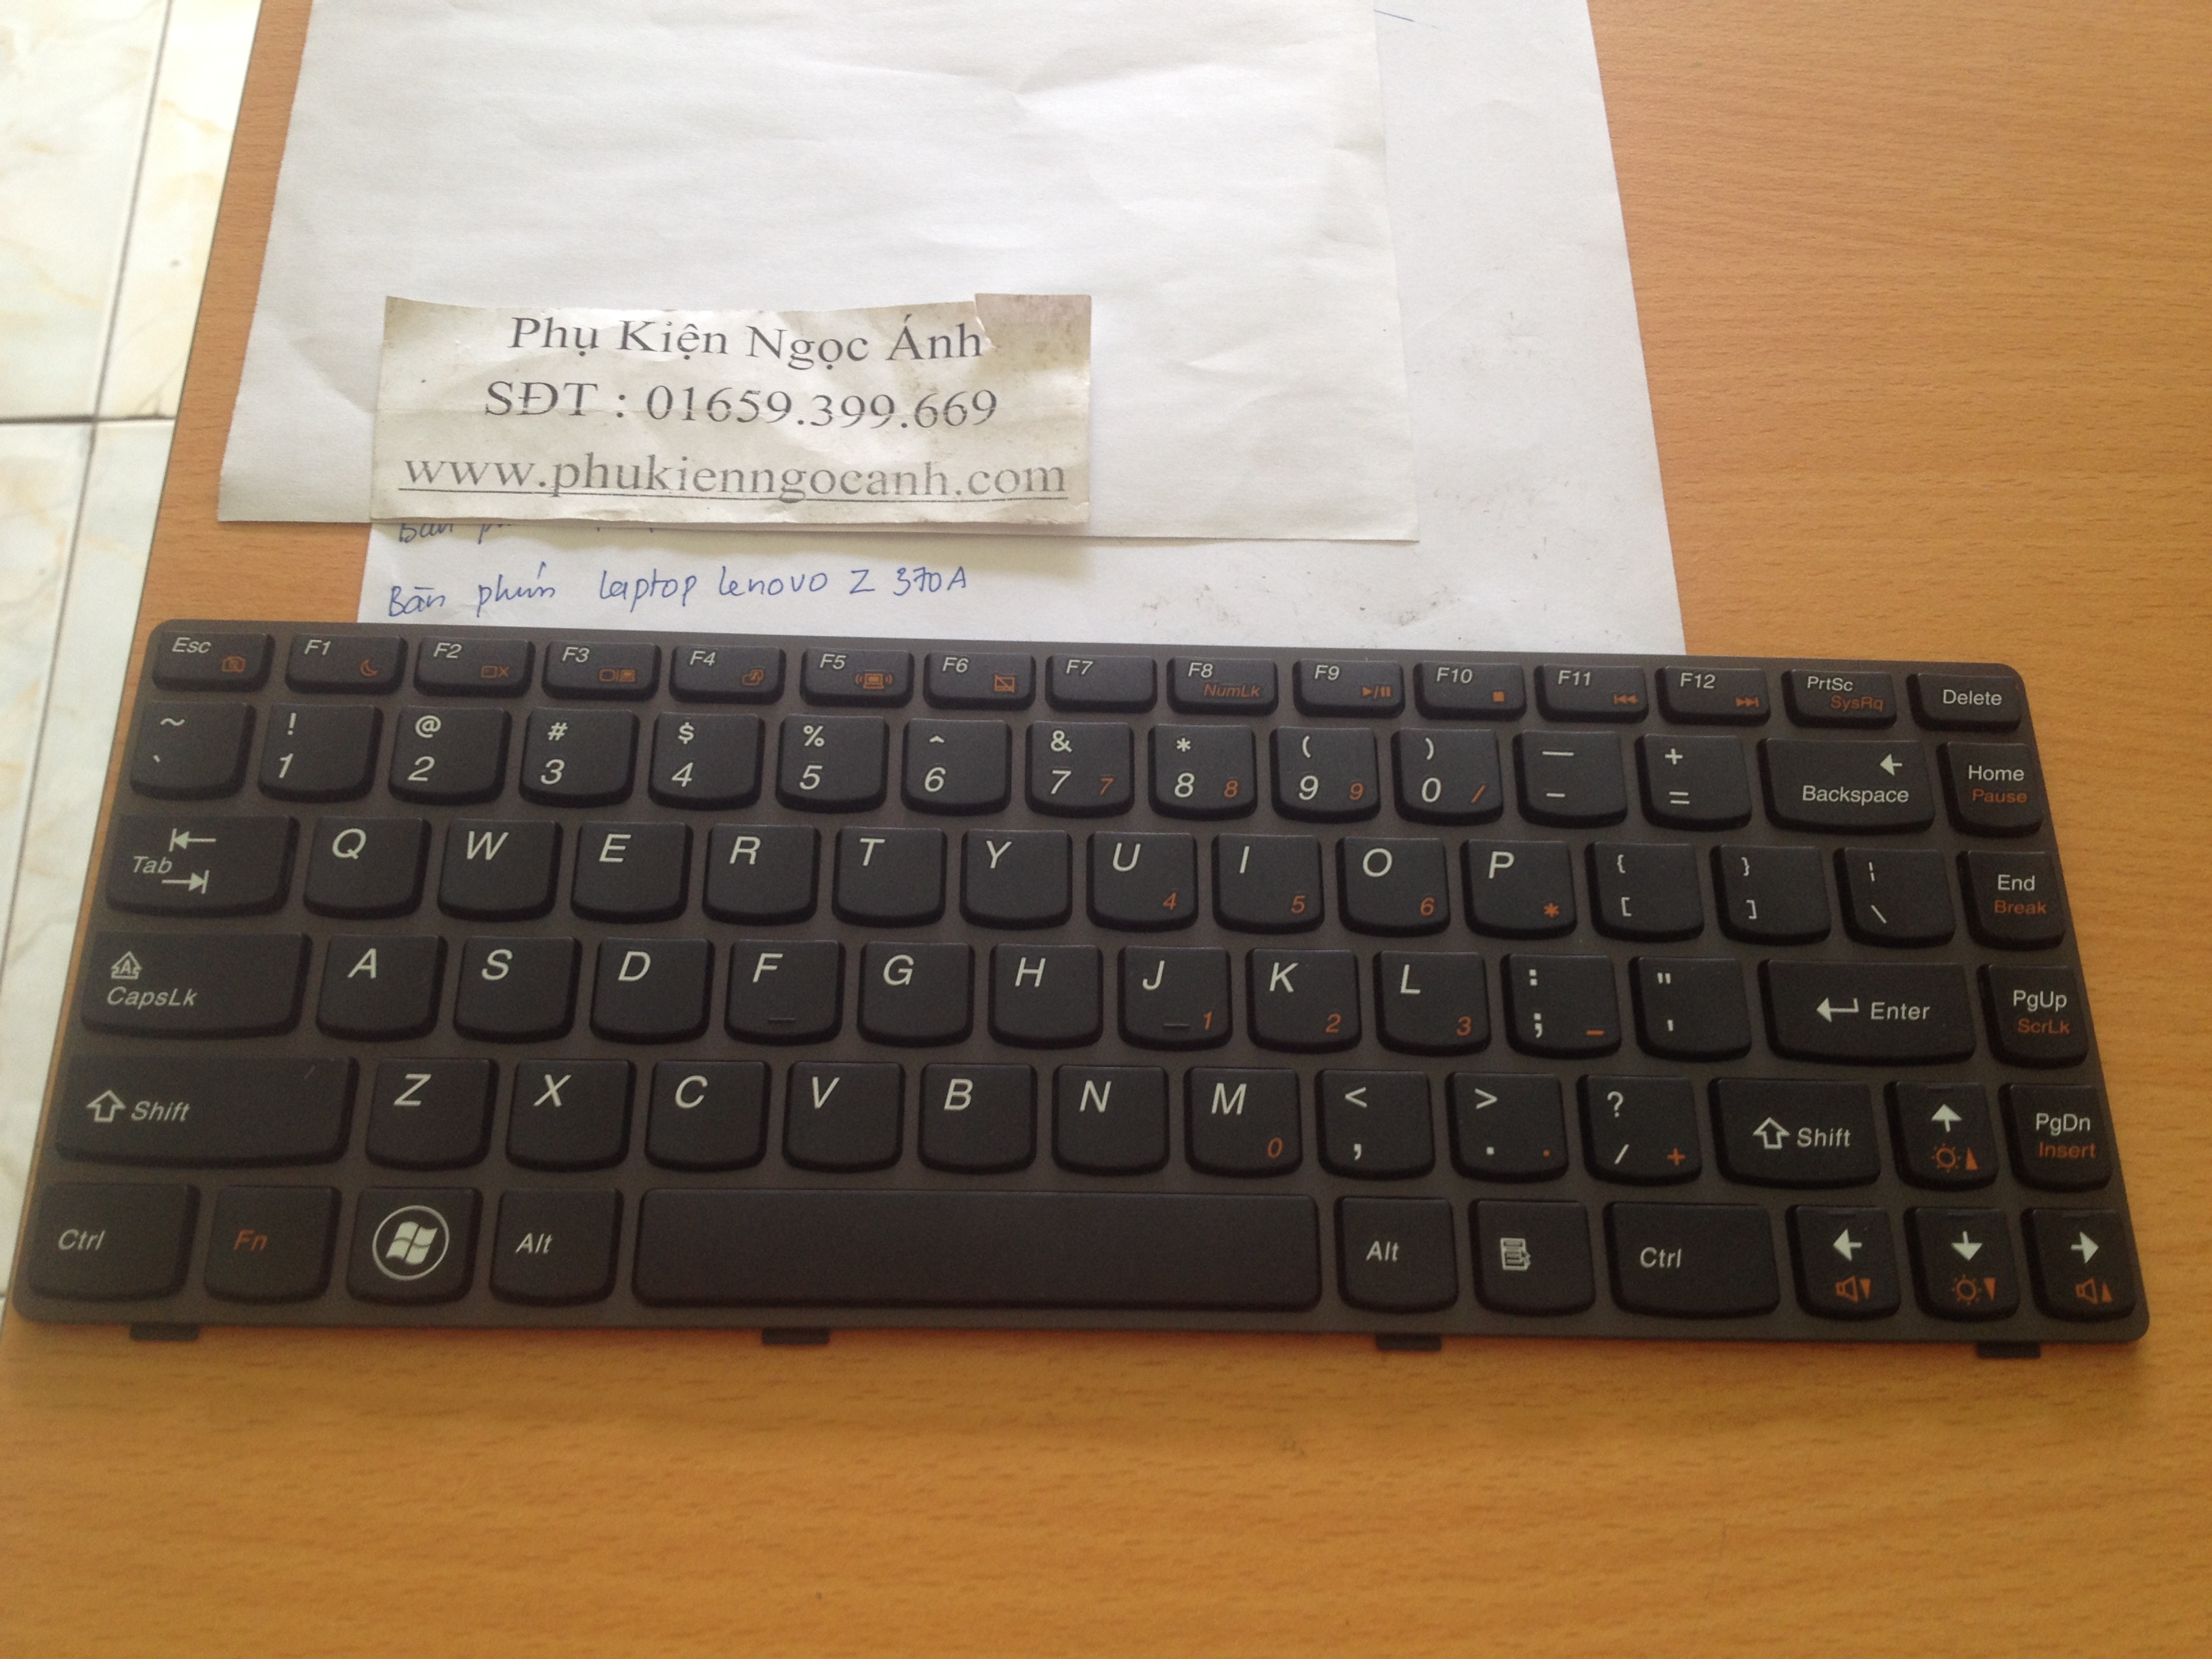 Phụ Kiện Ngọc Ánh
SĐT : 01659.399.669
www.phukienngocanh.com
Bàn phím laptop lenovo Z 370A
Esc F1 F2 F3 F4 F5 F6 F7 F8 NumLk F9 F10 F11 F12 PrtSc SysRq Delete
~ ` ! 1 @ 2 # 3 $ 4 % 5 ^ 6 & 7 7 * 8 8 ( 9 9 ) 0 / — - + = Backspace Home Pause
Tab Q W E R T Y U 4 I 5 O 6 P * { [ } ] ¦ \ End Break
A CapsLk A S D F G H J 1 K 2 L 3 : ; - " ' Enter PgUp ScrLk
Shift Z X C V B N M 0 < , > . . ? / + Shift PgDn Insert
Ctrl Fn Alt Alt Ctrl